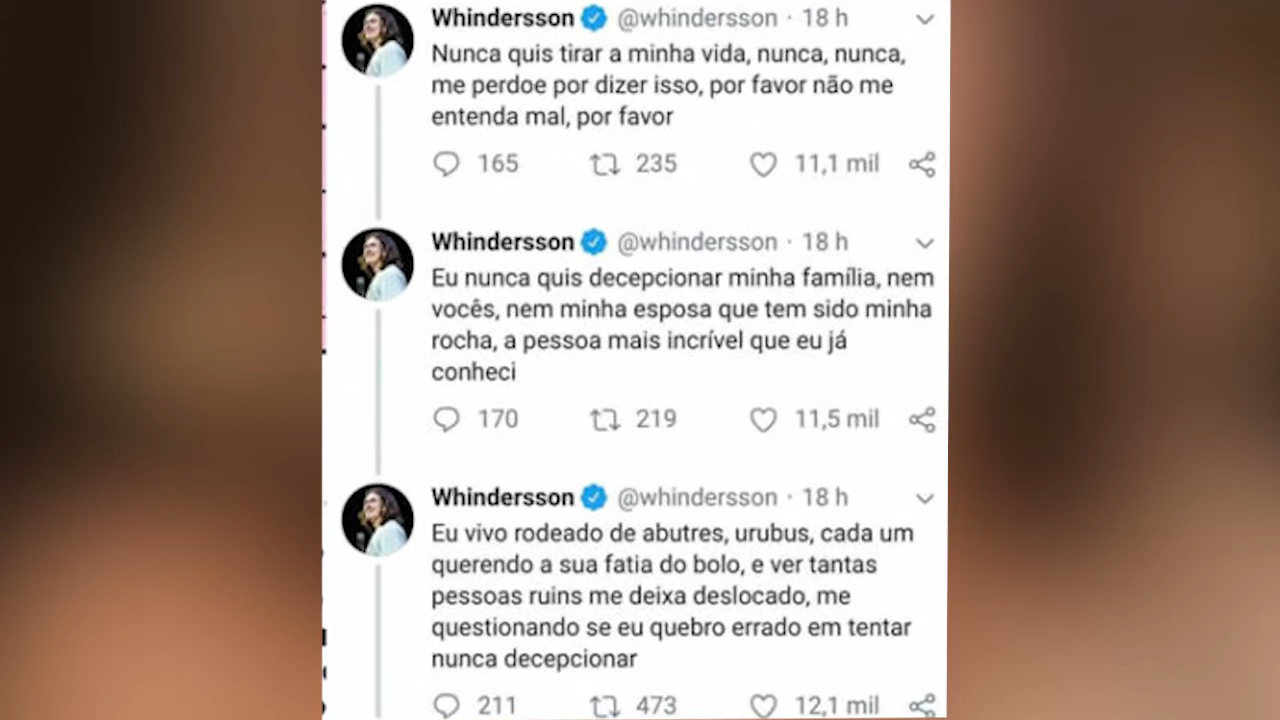 Whindersson @whindersson · 18 h
Nunca quis tirar a minha vida, nunca, nunca,
me perdoe por dizer isso, por favor não me
entenda mal, por favor
165 235 11,1 mil
Whindersson @whindersson · 18 h
Eu nunca quis decepcionar minha família, nem
vocês, nem minha esposa que tem sido minha
rocha, a pessoa mais incrível que eu já
conheci
170 219 11,5 mil
Whindersson @whindersson · 18 h
Eu vivo rodeado de abutres, urubus, cada um
querendo a sua fatia do bolo, e ver tantas
pessoas ruins me deixa deslocado, me
questionando se eu quebro errado em tentar
nunca decepcionar
211 473 12,1 mil